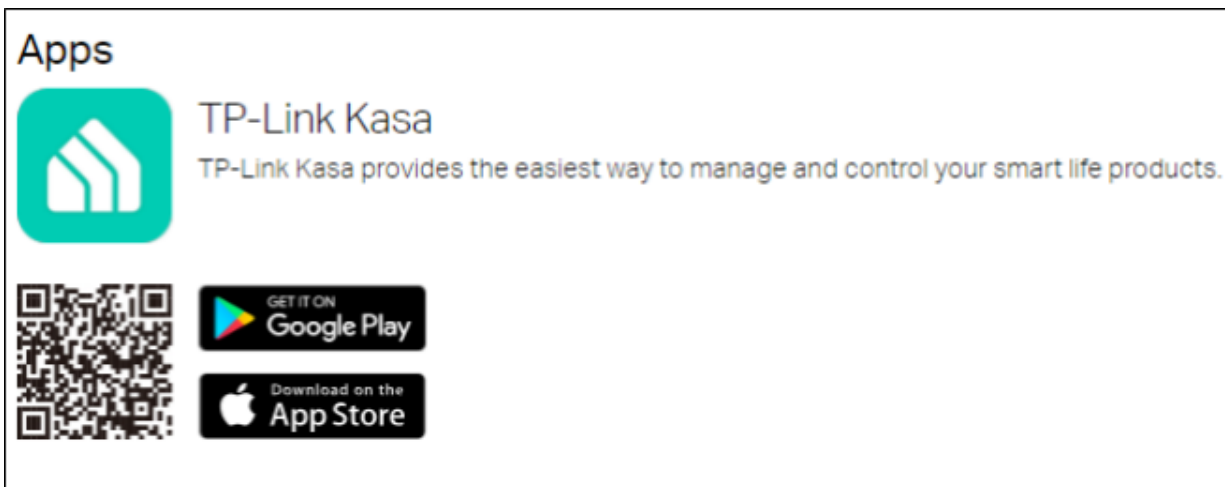 Apps
TP-Link Kasa
TP-Link Kasa provides the easiest way to manage and control your smart life products.
GET IT ON
Google Play
Download on the
App Store